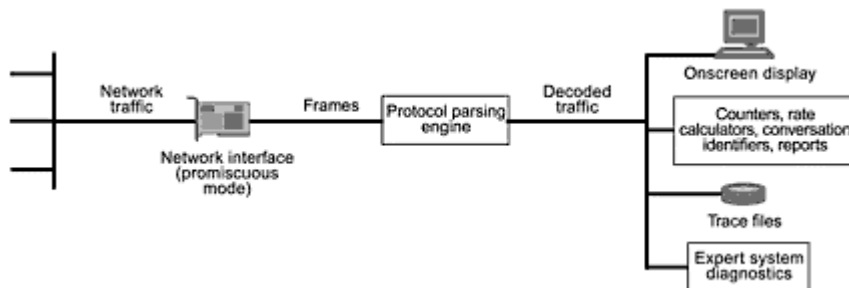 Network
traffic
Network interface
(promiscuous
mode)
Frames
Protocol parsing
engine
Decoded
traffic
Onscreen display
Counters, rate
calculators, conversation
identifiers, reports
Trace files
Expert system
diagnostics